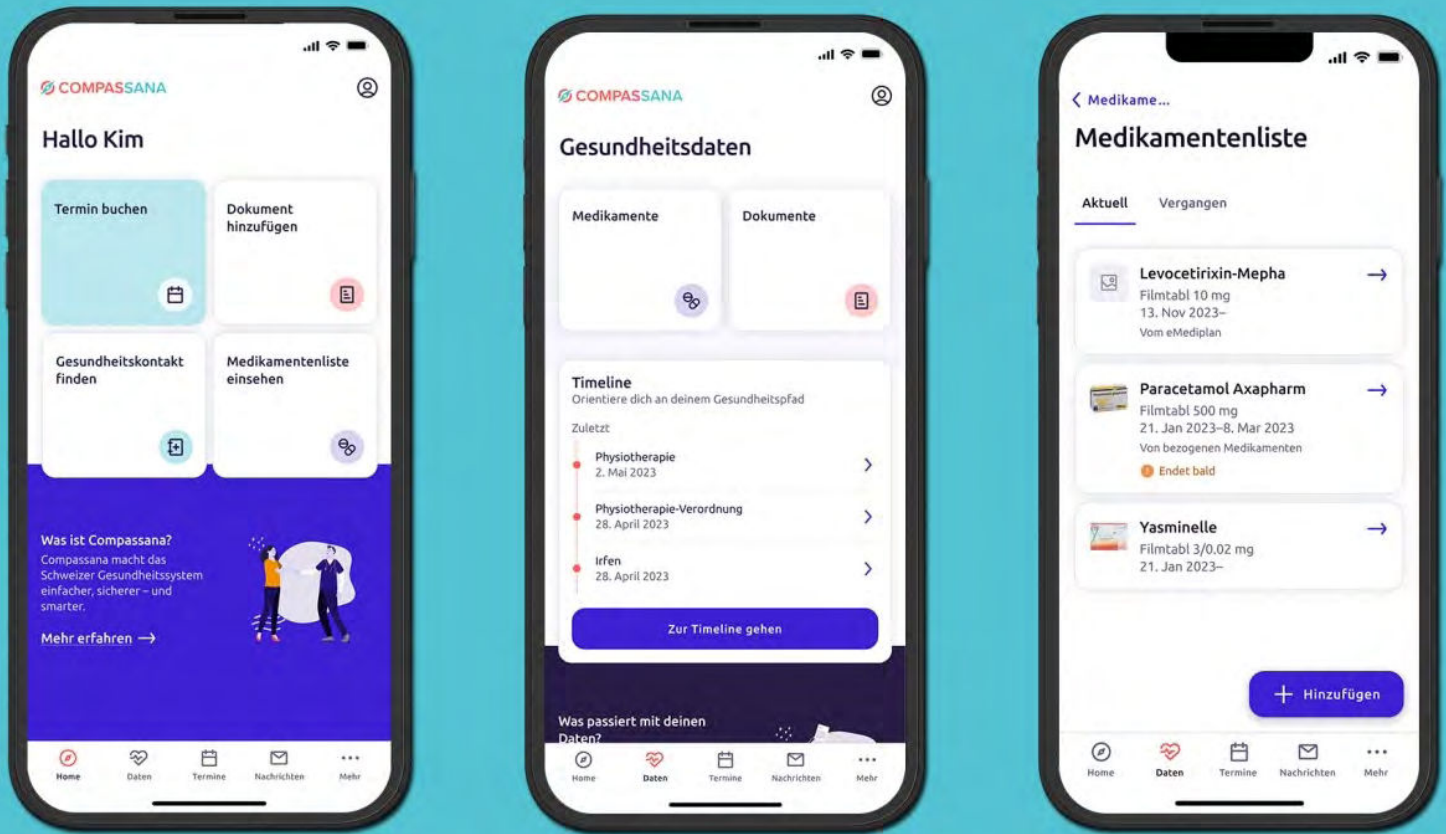 COMPASSANA
Hallo Kim
Termin buchen
Dokument
hinzufügen
Gesundheitskontakt
finden
Medikamentenliste
einsehen
Was ist Compassana?
Compassana macht das
Schweizer Gesundheitssystem
einfacher, sicherer – und
smarter.
Mehr erfahren →
Home
Daten
Termine
Nachrichten
Mehr
COMPASSANA
Gesundheitsdaten
Medikamente
Dokumente
Timeline
Orientiere dich an deinem Gesundheitspfad
Zuletzt
Physiotherapie
2. Mai 2023
Physiotherapie-Verordnung
28. April 2023
Irfen
28. April 2023
Zur Timeline gehen
Was passiert mit deinen
Daten?
Home
Daten
Termine
Nachrichten
Mehr
Medikame...
Medikamentenliste
Aktuell
Vergangen
Levocetirixin-Mepha
Filmtabl 10 mg
13. Nov 2023–
Vom eMediplan
Paracetamol Axapharm
Filmtabl 500 mg
21. Jan 2023–8. Mar 2023
Von bezogenen Medikamenten
Endet bald
Yasminelle
Filmtabl 3/0.02 mg
21. Jan 2023–
+ Hinzufügen
Home
Daten
Termine
Nachrichten
Mehr